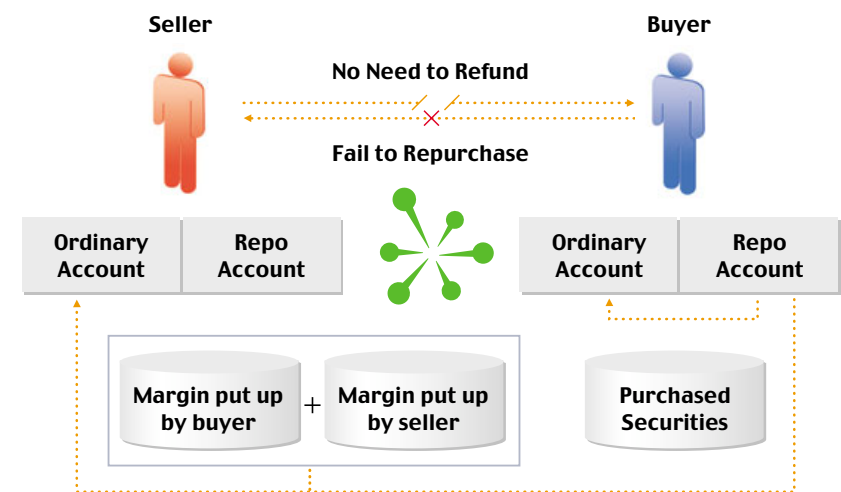 Seller
Buyer
No Need to Refund
Fail to Repurchase
Ordinary
Account
Repo
Account
Ordinary
Account
Repo
Account
Margin put up
by buyer
+
Margin put up
by seller
Purchased
Securities